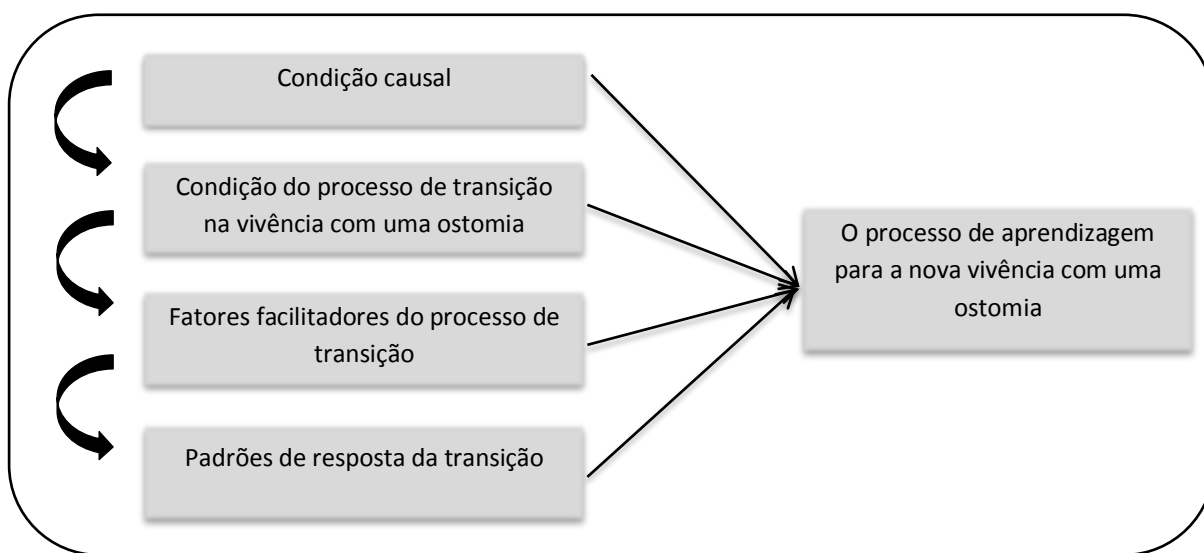 Condição causal
Condição do processo de transição
na vivência com uma ostomia
Fatores facilitadores do processo de
transição
Padrões de resposta da transição
O processo de aprendizagem
para a nova vivência com uma
ostomia